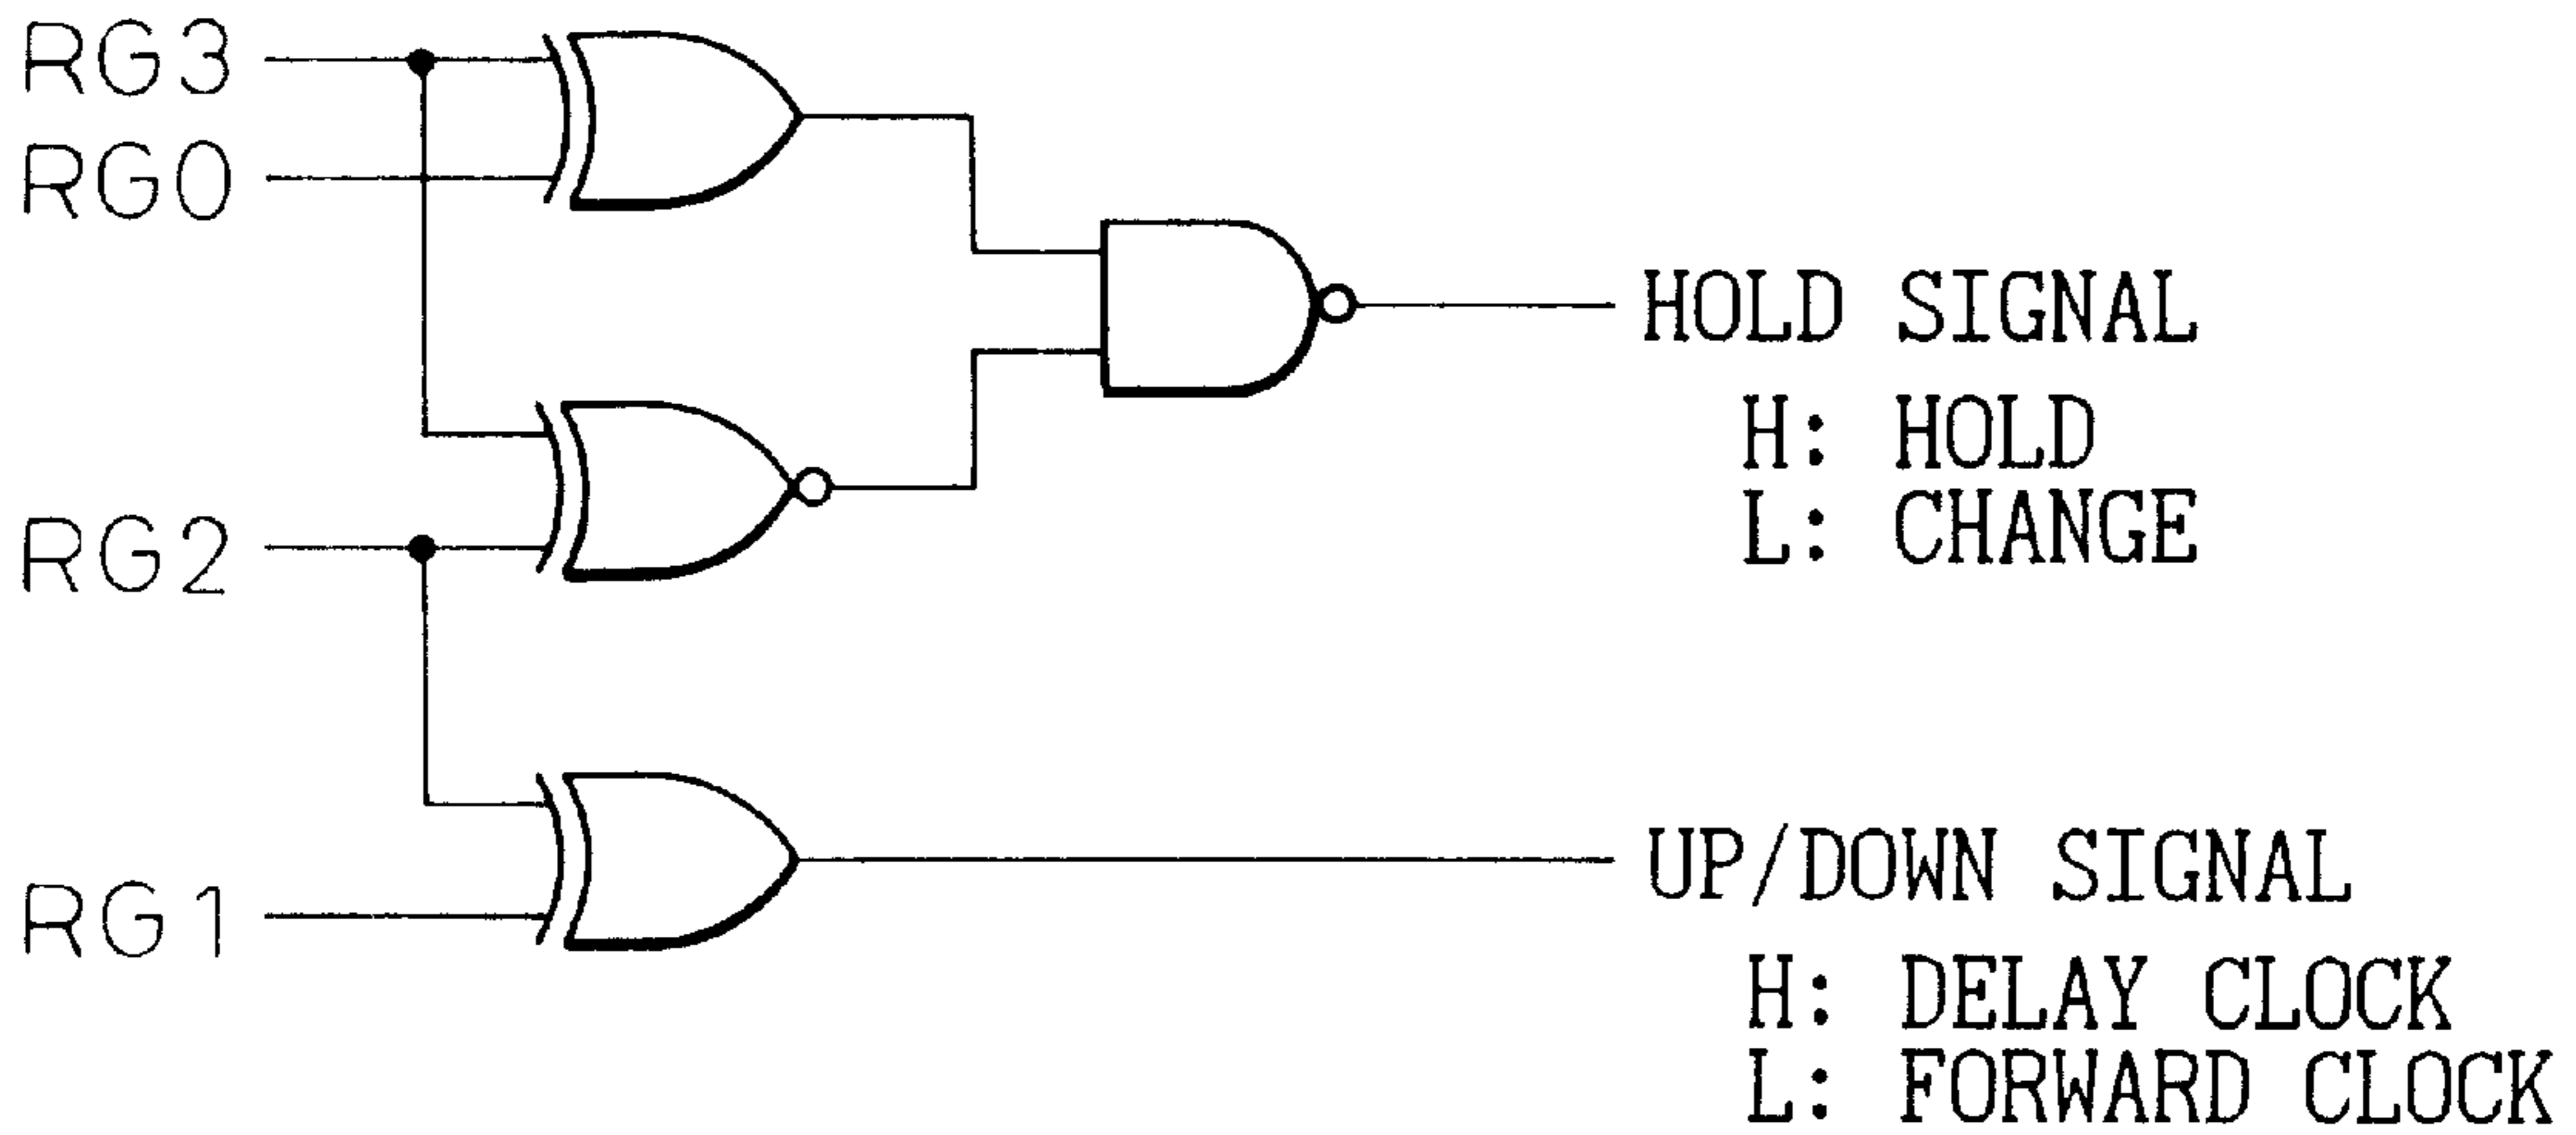 RG3
RG0
HOLD SIGNAL
H: HOLD
L: CHANGE
RG2
UP/DOWN SIGNAL
RG1
H: DELAY CLOCK
L: FORWARD CLOCK